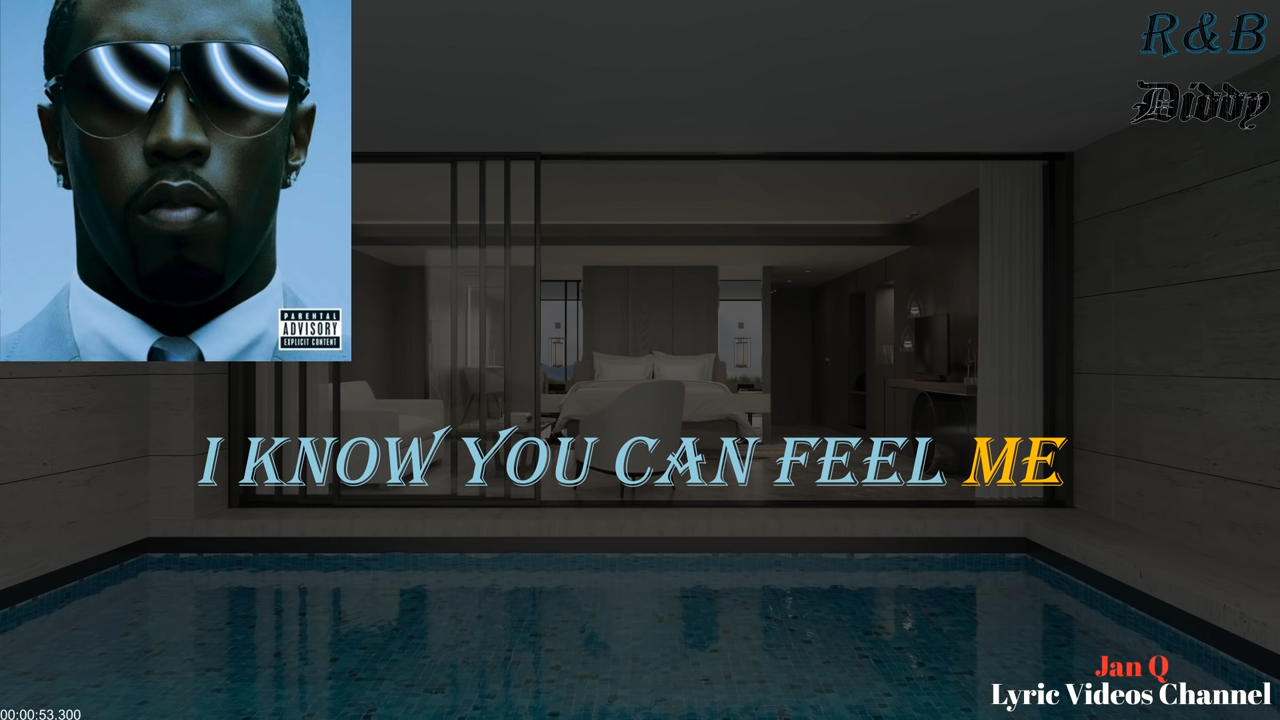 R&B
Diddy
PARENTAL
ADVISORY
EXPLICIT CONTENT
I KNOW YOU CAN FEEL ME
Jan Q
Lyric Videos Channel
00:00:53.300